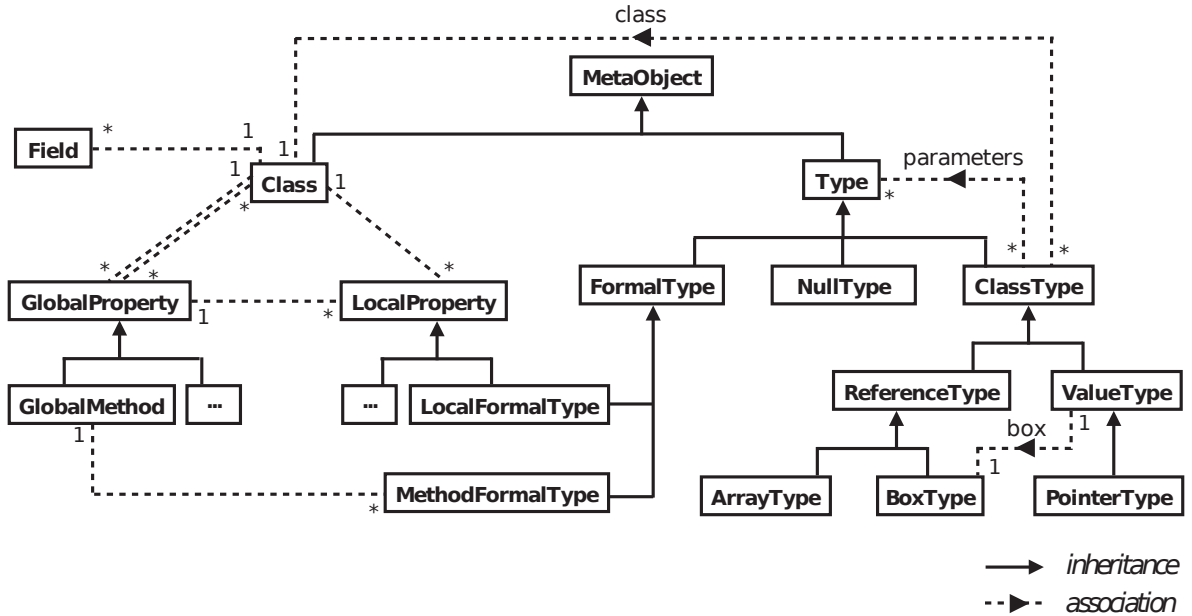 class
MetaObject
* 1
Field
1 1
Class 1
*
Type
parameters
*
* *
* *
*
GlobalProperty
LocalProperty
1 *
FormalType
NullType
ClassType
GlobalMethod
...
...
LocalFormalType
ReferenceType
ValueType
1
1
box
1
MethodFormalType
*
ArrayType
BoxType
PointerType
inheritance
association